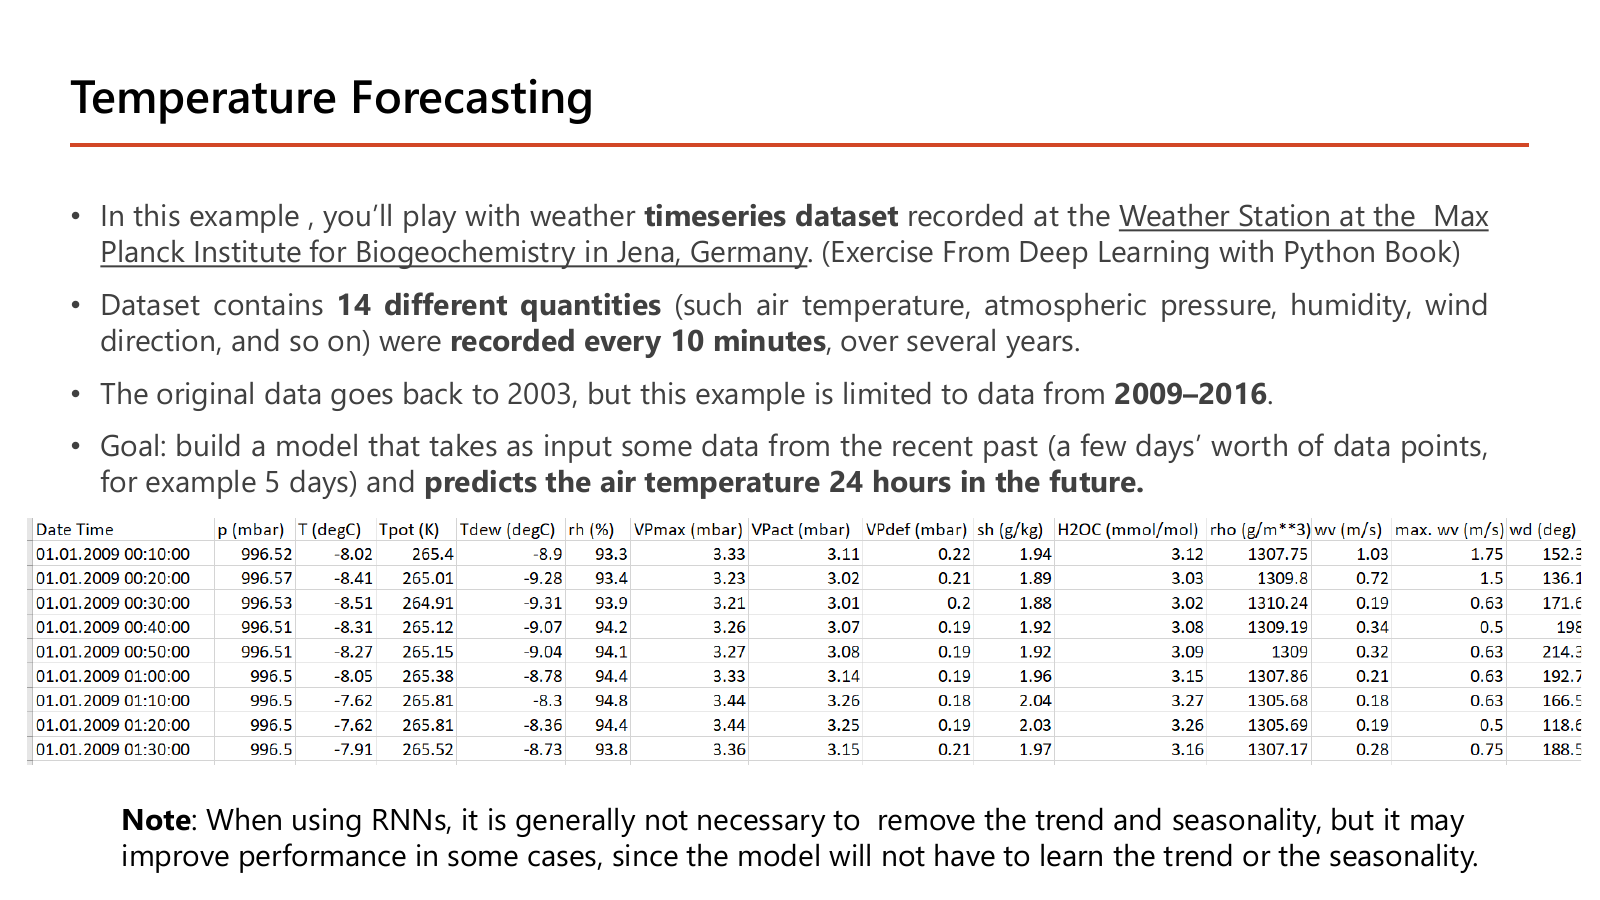 Temperature Forecasting
• In this example , you’ll play with weather timeseries dataset recorded at the Weather Station at the  Max
Planck Institute for Biogeochemistry in Jena, Germany. (Exercise From Deep Learning with Python Book)
• Dataset contains 14 different quantities (such air temperature, atmospheric pressure, humidity, wind
direction, and so on) were recorded every 10 minutes, over several years.
• The original data goes back to 2003, but this example is limited to data from 2009–2016.
• Goal: build a model that takes as input some data from the recent past (a few days’ worth of data points,
for example 5 days) and predicts the air temperature 24 hours in the future.
Date Time p (mbar) T (degC) Tpot (K) Tdew (degC) rh (%) VPmax (mbar) VPact (mbar) VPdef (mbar) sh (g/kg) H2OC (mmol/mol) rho (g/m**3) wv (m/s) max. wv (m/s) wd (deg)
01.01.2009 00:10:00 996.52 -8.02 265.4 -8.9 93.3 3.33 3.11 0.22 1.94 3.12 1307.75 1.03 1.75 152.3
01.01.2009 00:20:00 996.57 -8.41 265.01 -9.28 93.4 3.23 3.02 0.21 1.89 3.03 1309.8 0.72 1.5 136.1
01.01.2009 00:30:00 996.53 -8.51 264.91 -9.31 93.9 3.21 3.01 0.2 1.88 3.02 1310.24 0.19 0.63 171.6
01.01.2009 00:40:00 996.51 -8.31 265.12 -9.07 94.2 3.26 3.07 0.19 1.92 3.08 1309.19 0.34 0.5 198
01.01.2009 00:50:00 996.51 -8.27 265.15 -9.04 94.1 3.27 3.08 0.19 1.92 3.09 1309 0.32 0.63 214.3
01.01.2009 01:00:00 996.5 -8.05 265.38 -8.78 94.4 3.33 3.14 0.19 1.96 3.15 1307.86 0.21 0.63 192.7
01.01.2009 01:10:00 996.5 -7.62 265.81 -8.3 94.8 3.44 3.26 0.18 2.04 3.27 1305.68 0.18 0.63 166.5
01.01.2009 01:20:00 996.5 -7.62 265.81 -8.36 94.4 3.44 3.25 0.19 2.03 3.26 1305.69 0.19 0.5 118.6
01.01.2009 01:30:00 996.5 -7.91 265.52 -8.73 93.8 3.36 3.15 0.21 1.97 3.16 1307.17 0.28 0.75 188.5
Note: When using RNNs, it is generally not necessary to  remove the trend and seasonality, but it may
improve performance in some cases, since the model will not have to learn the trend or the seasonality.